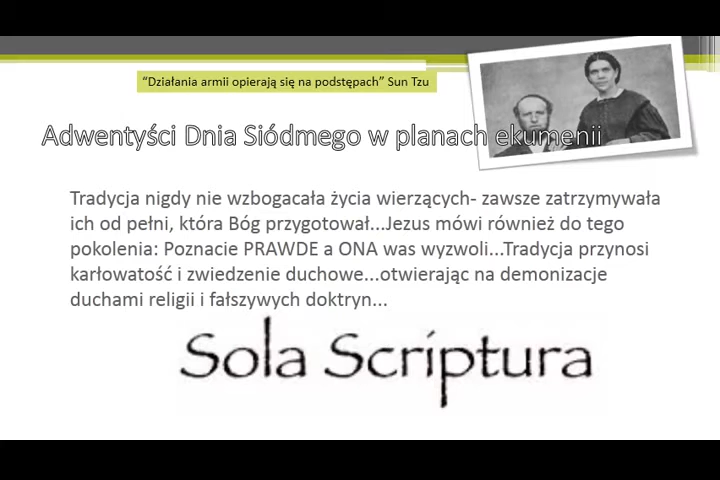 “Działania armii opierają się na podstępach” Sun Tzu
Adwentyści Dnia Siódmego w planach ekumenii
Tradycja nigdy nie wzbogacała życia wierzących- zawsze zatrzymywała
ich od pełni, która Bóg przygotował...Jezus mówi również do tego
pokolenia: Poznacie PRAWDE a ONA was wyzwoli...Tradycja przynosi
karłowatość i zwiedzenie duchowe...otwierając na demonizacje
duchami religii i fałszywych doktryn...
Sola Scriptura